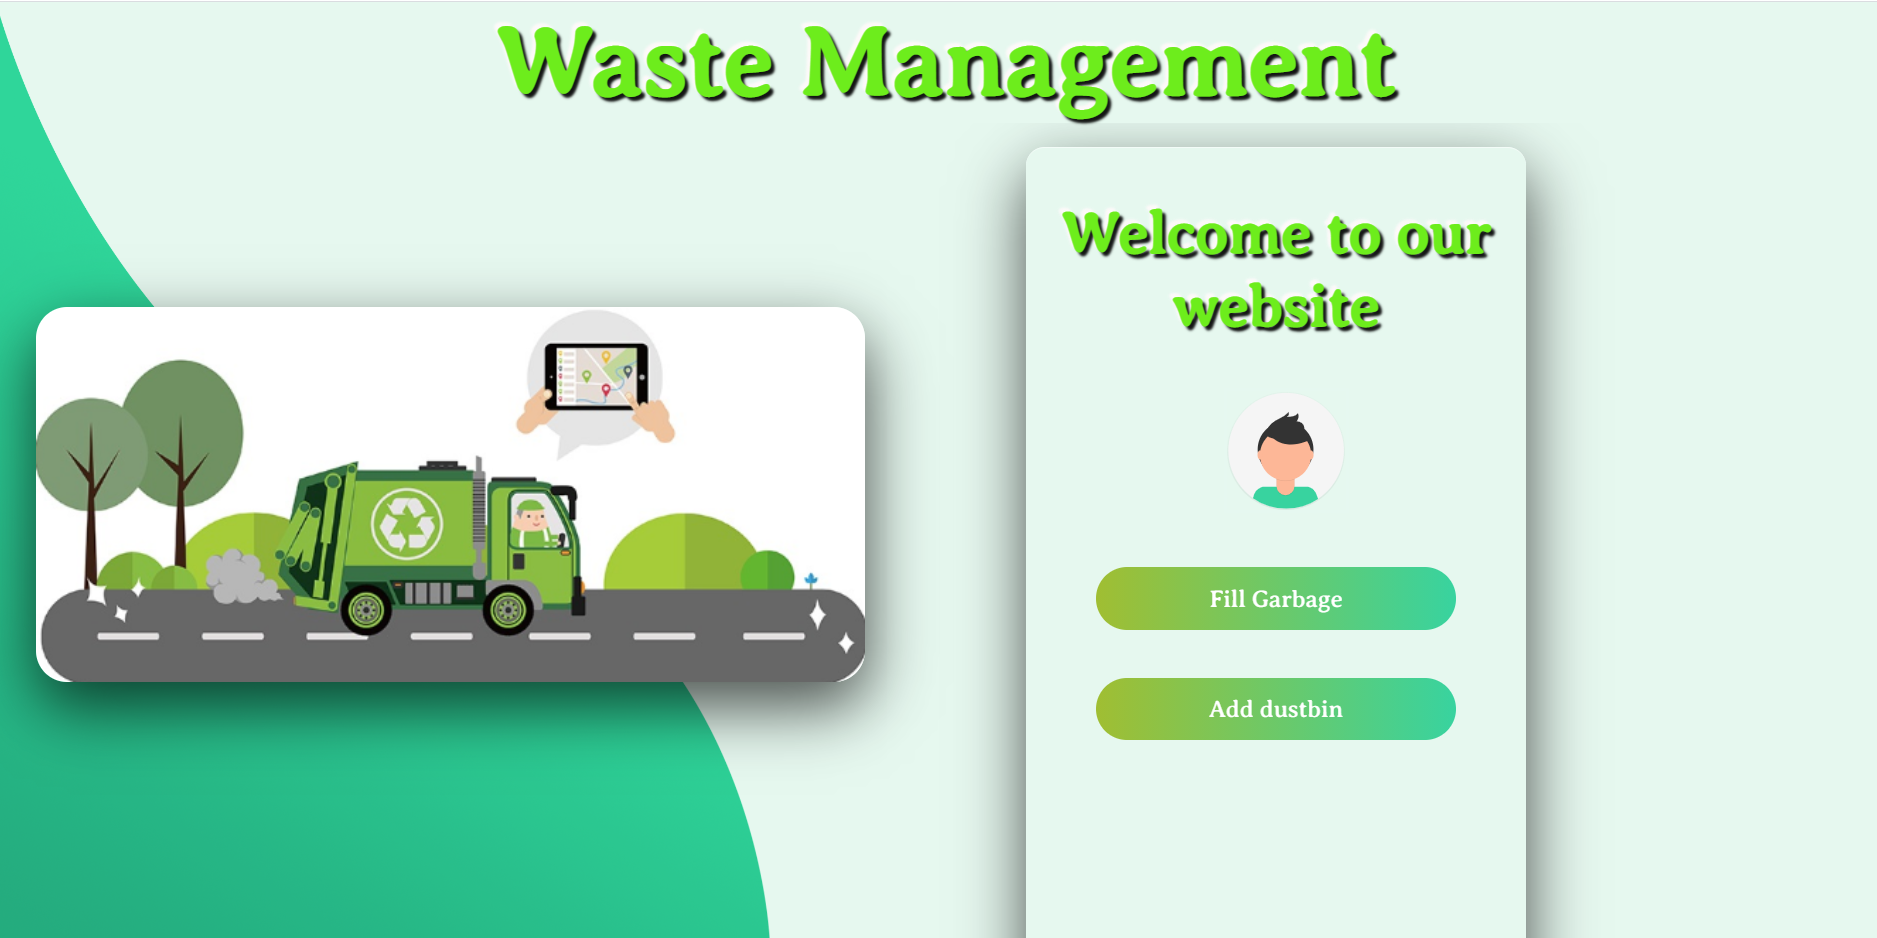 Waste Management
Welcome to our
website
Fill Garbage
Add dustbin